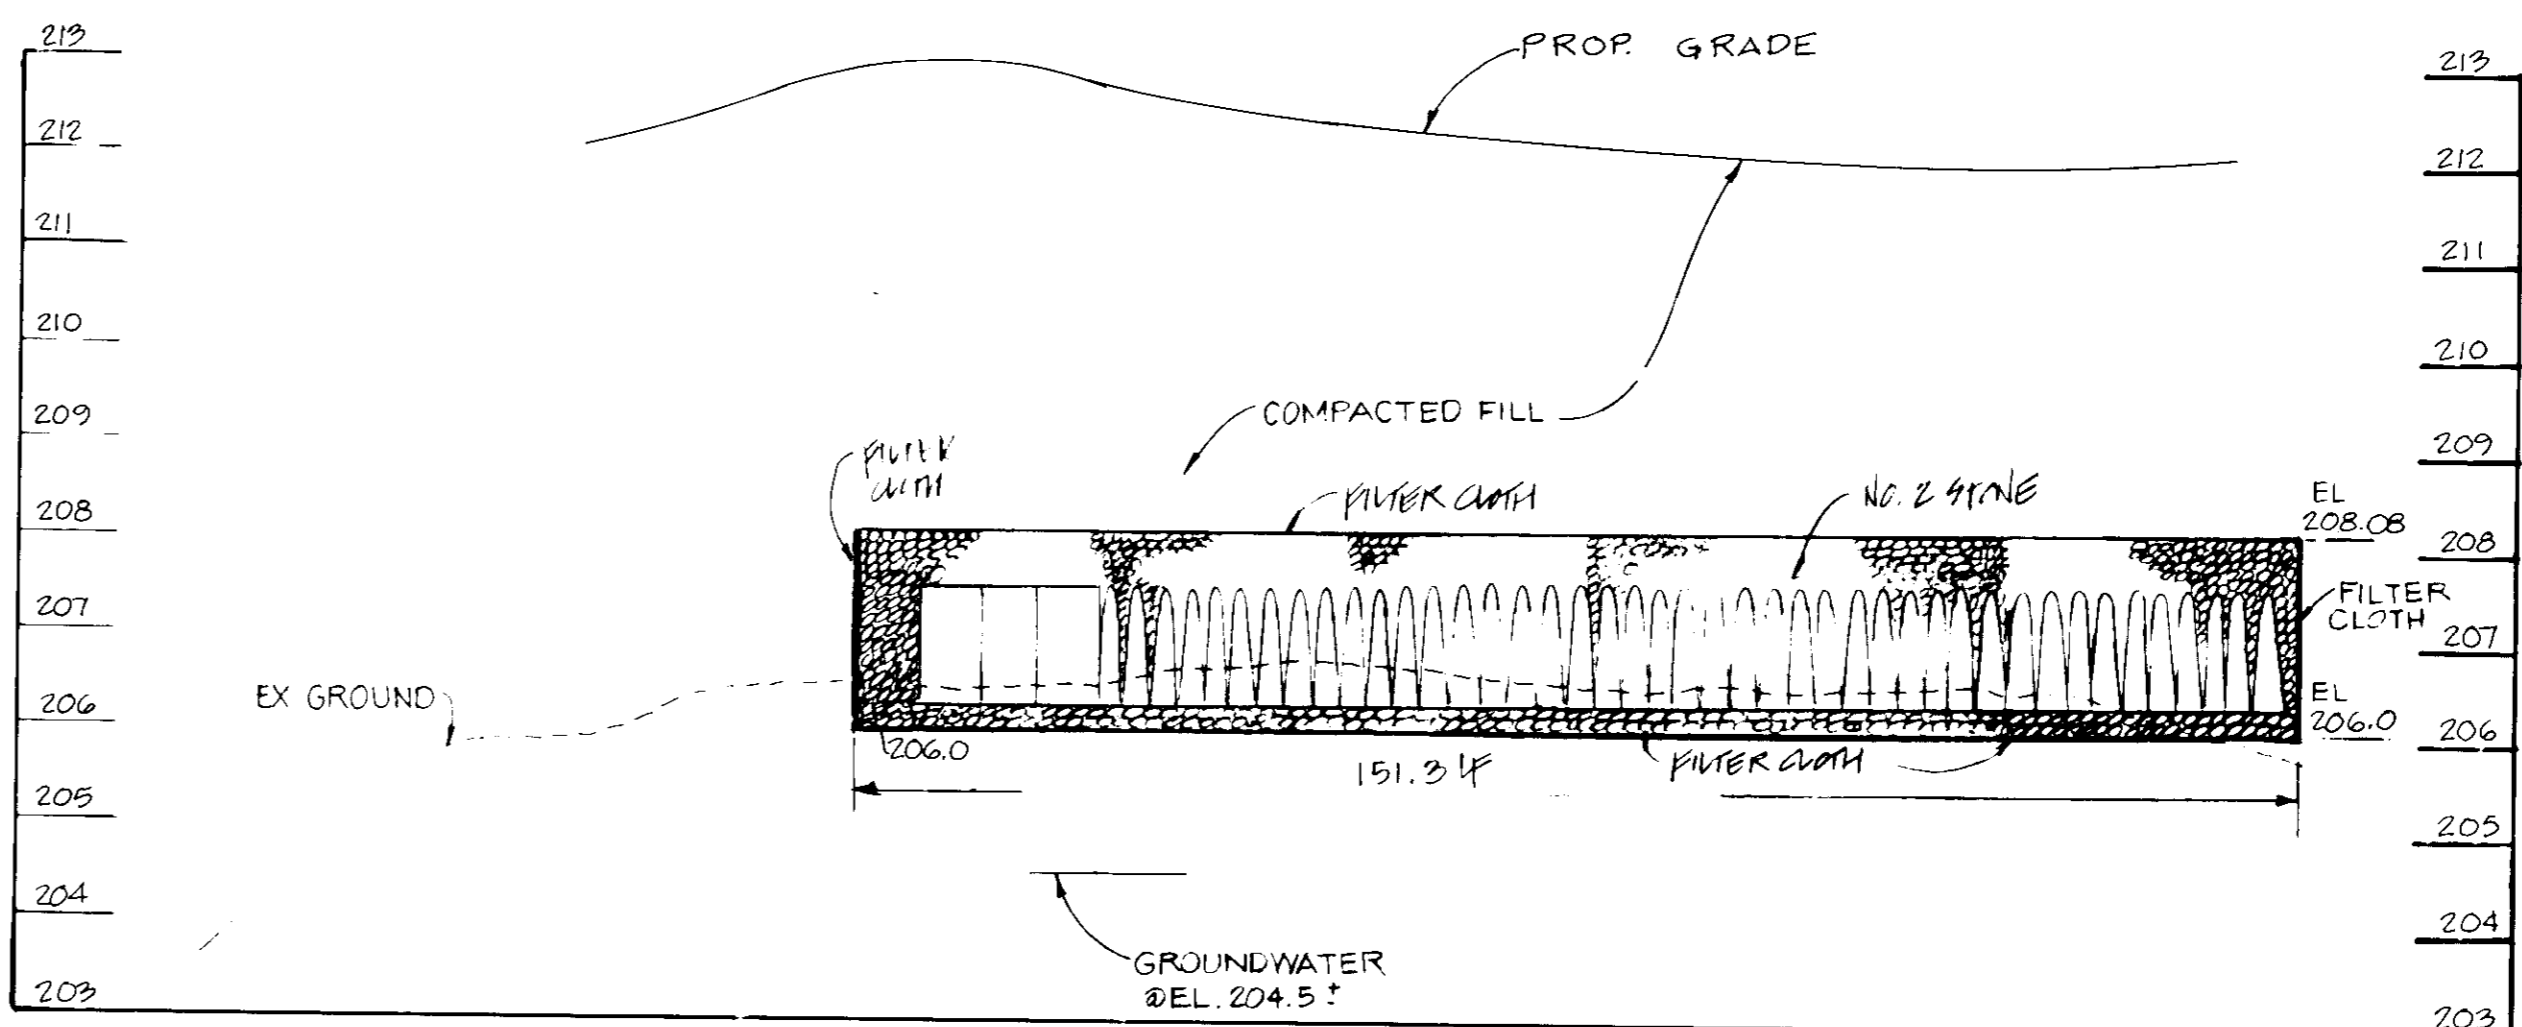 213
PROP. GRADE
213
212
212
211
211
210
210
209
COMPACTED FILL
209
FILTER
CLOTH
FILTER CLOTH
NO. 2 STONE
EL
208.08
208
208
207
FILTER
CLOTH
207
EX GROUND
206
206.0
EL
206.0
206
151.3 LF
FILTER CLOTH
205
205
204
204
GROUNDWATER
@EL. 204.5 ±
203
203